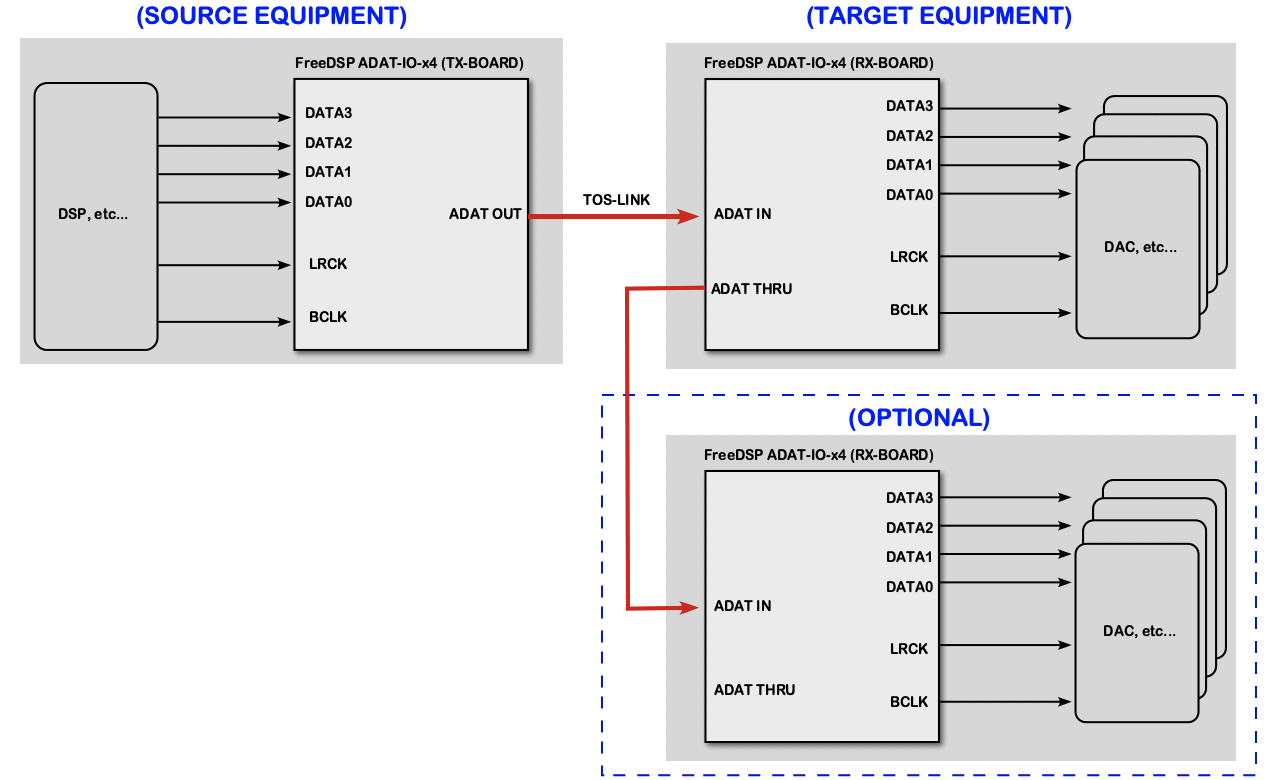 (SOURCE EQUIPMENT)
FreeDSP ADAT-IO-x4 (TX-BOARD)
DSP, etc...
DATA3
DATA2
DATA1
DATA0
LRCK
BCLK
ADAT OUT
TOS-LINK
(TARGET EQUIPMENT)
FreeDSP ADAT-IO-x4 (RX-BOARD)
ADAT IN
ADAT THRU
DATA3
DATA2
DATA1
DATA0
LRCK
BCLK
DAC, etc...
(OPTIONAL)
FreeDSP ADAT-IO-x4 (RX-BOARD)
ADAT IN
ADAT THRU
DATA3
DATA2
DATA1
DATA0
LRCK
BCLK
DAC, etc...